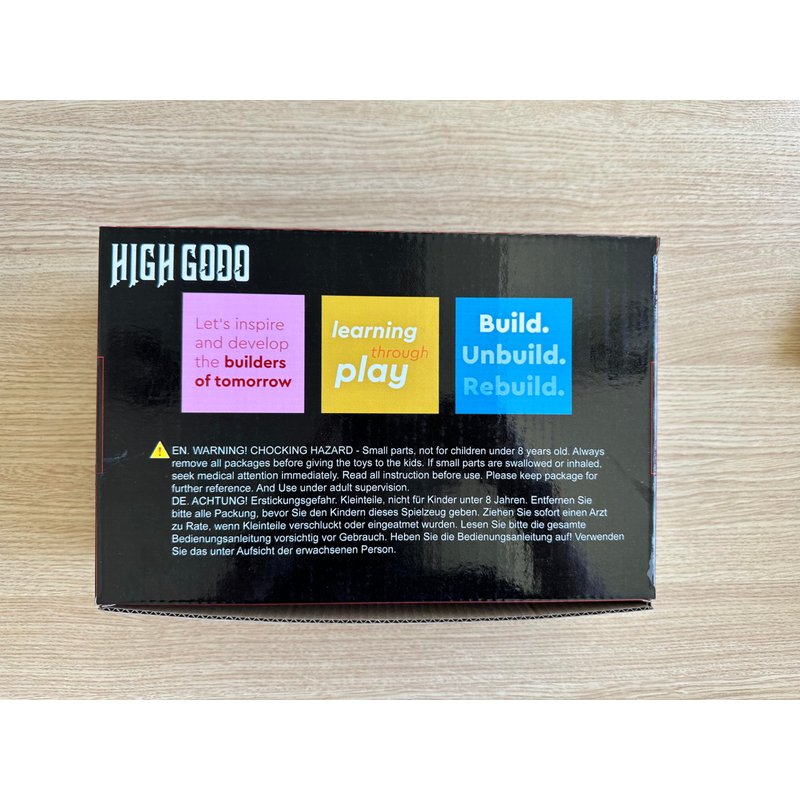 HIGH GODO
Let's inspire
and develop
the builders
of tomorrow
learning
through
play
Build.
Unbuild.
Rebuild.
EN. WARNING! CHOCKING HAZARD - Small parts, not for children under 8 years old. Always
remove all packages before giving the toys to the kids. If small parts are swallowed or inhaled,
seek medical attention immediately. Read all instruction before use. Please keep package for
further reference. And Use under adult supervision.
DE. ACHTUNG! Erstickungsgefahr. Kleinteile, nicht für Kinder unter 8 Jahren. Entfernen Sie
bitte alle Packung, bevor Sie den Kindern dieses Spielzeug geben. Ziehen Sie sofort einen Arzt
zu Rate, wenn Kleinteile verschluckt oder eingeatmet wurden. Lesen Sie bitte die gesamte
Bedienungsanleitung vorsichtig vor Gebrauch. Heben Sie die Bedienungsanleitung auf! Verwenden
Sie das unter Aufsicht der erwachsenen Person.